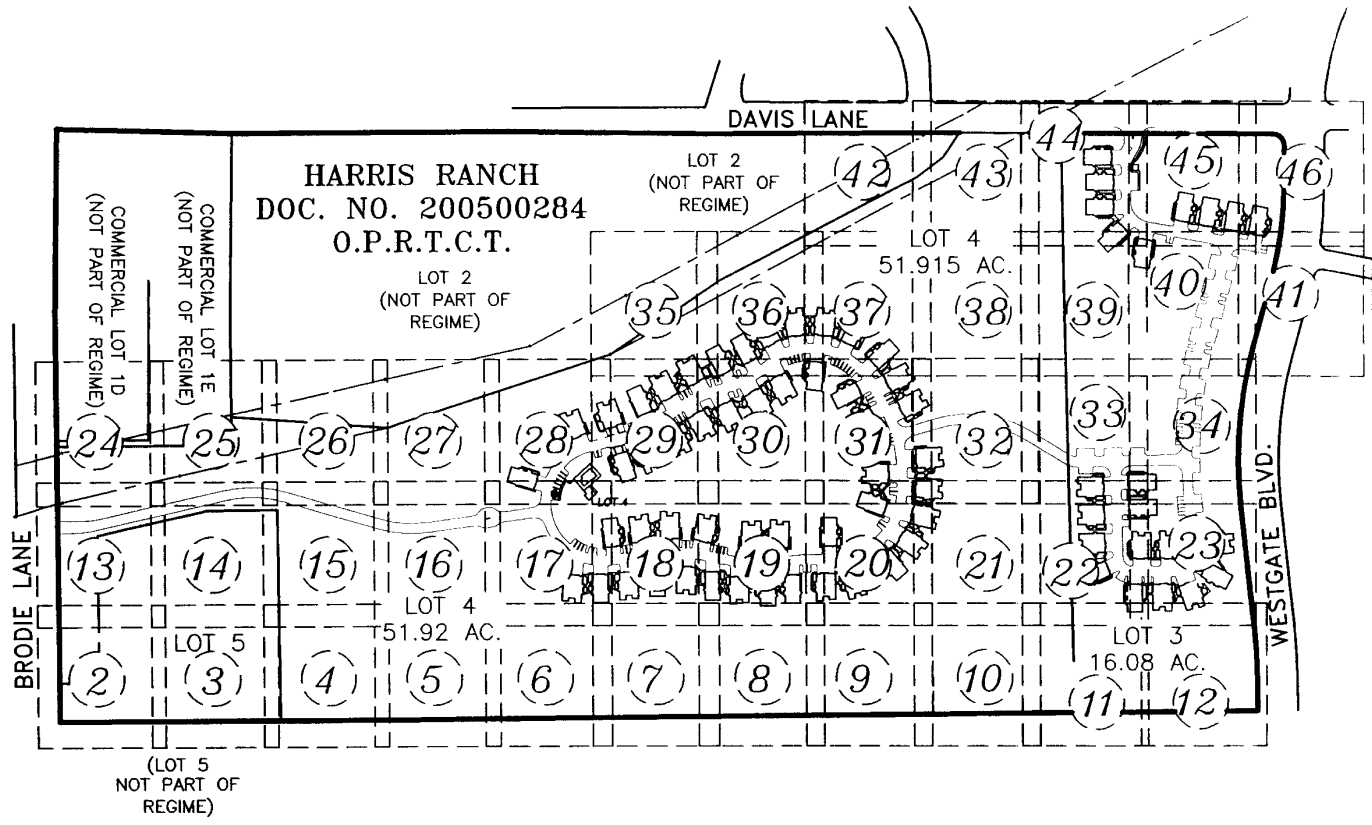 DAVIS LANE
44
HARRIS RANCH
DOC. NO. 200500284
O.P.R.T.C.T.
LOT 2
(NOT PART OF
REGIME)
42
43
45
46
COMMERCIAL LOT 1D
(NOT PART OF REGIME)
COMMERCIAL LOT 1E
(NOT PART OF REGIME)
LOT 4
51.915 AC.
LOT 2
(NOT PART OF
REGIME)
35
36
37
38
39
40
41
24
25
26
27
28
29
30
31
32
33
34
LOT 4
WESTGATE BLVD.
BRODIE LANE
13
14
15
16
17
18
19
20
21
22
23
LOT 4
51.92 AC.
LOT 5
LOT 3
16.08 AC.
2
3
4
5
6
7
8
9
10
11
12
(LOT 5
NOT PART OF
REGIME)